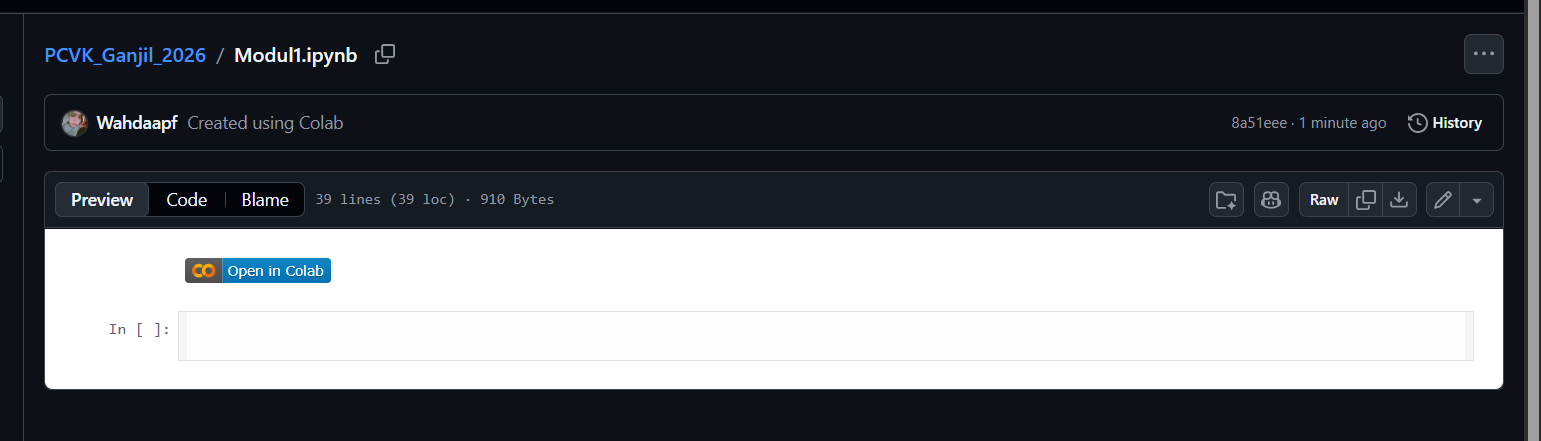 PCVK_Ganjil_2026 / Modul1.ipynb
Wahdaapf Created using Colab 8a51eee · 1 minute ago History
Preview Code Blame 39 lines (39 loc) · 910 Bytes Raw
Open in Colab
In [ ]: